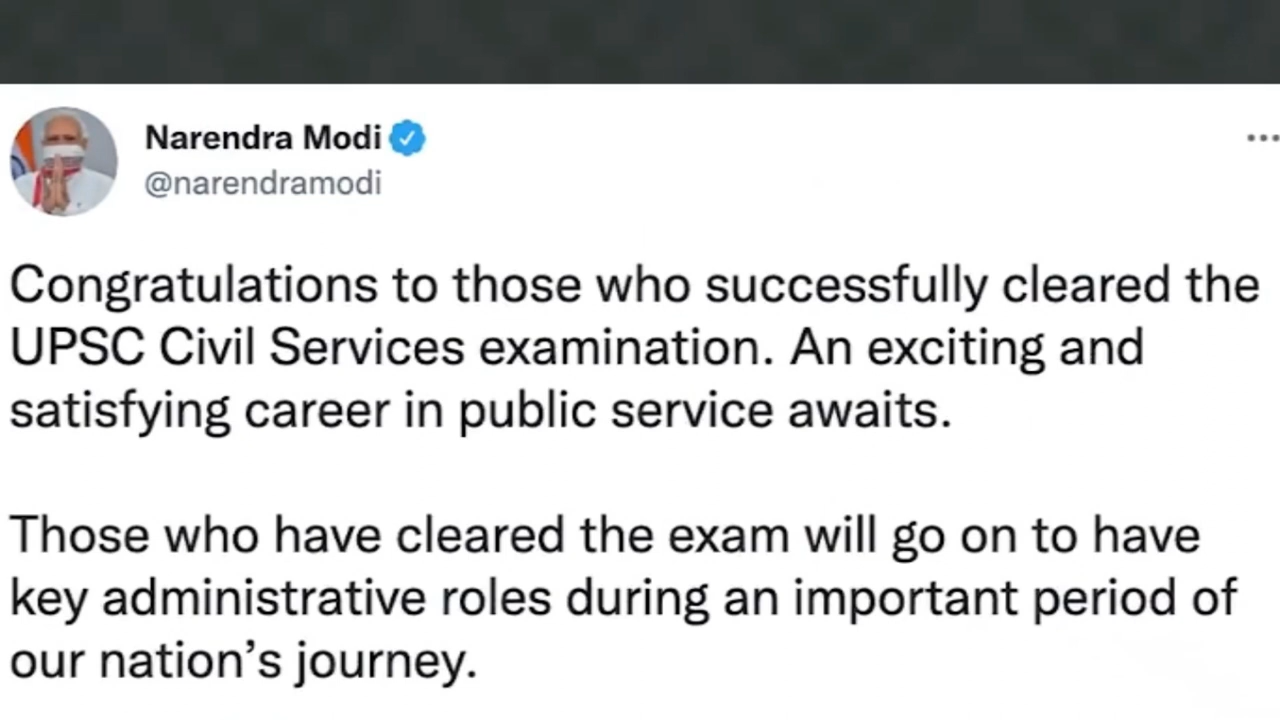 Narendra Modi
@narendramodi
Congratulations to those who successfully cleared the
UPSC Civil Services examination. An exciting and
satisfying career in public service awaits.
Those who have cleared the exam will go on to have
key administrative roles during an important period of
our nation’s journey.